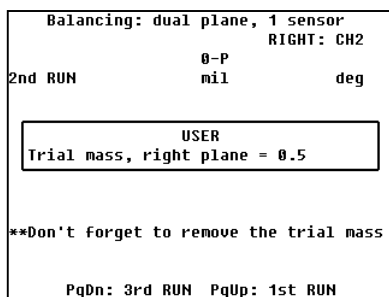 Balancing: dual plane, 1 sensor
RIGHT: CH2
0-P
2nd RUN mil deg
USER
Trial mass, right plane = 0.5
**Don't forget to remove the trial mass
PgDn: 3rd RUN PgUp: 1st RUN